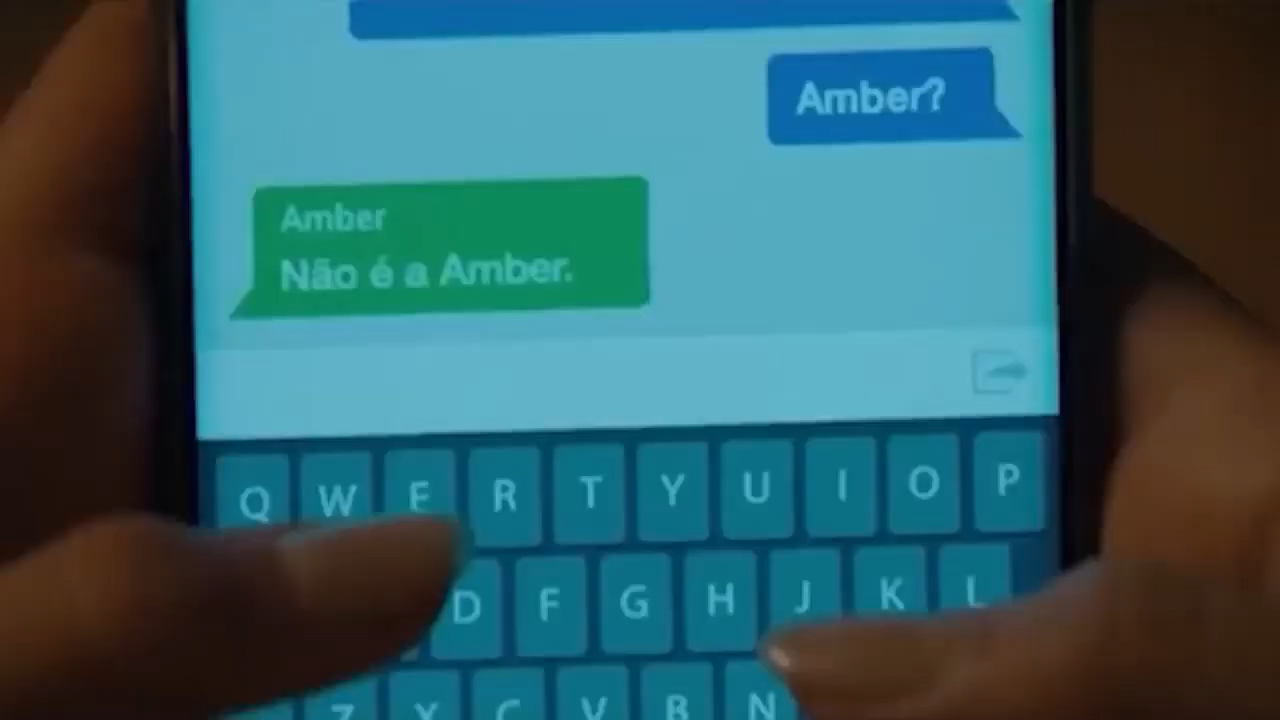 Amber?
Amber
Não é a Amber.
Q W E R T Y U I O P
D F G H J K L
Z X C V B N